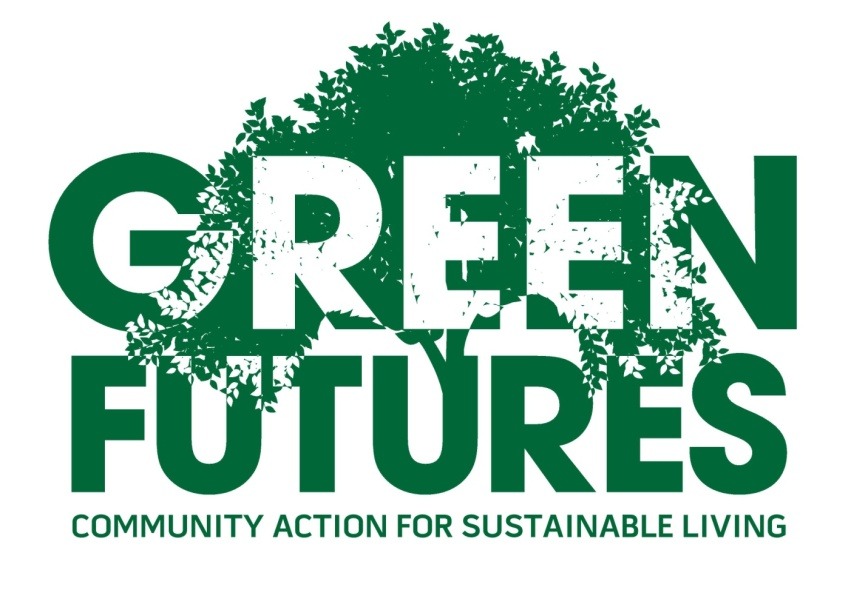 GREEN
FUTURES
COMMUNITY ACTION FOR SUSTAINABLE LIVING